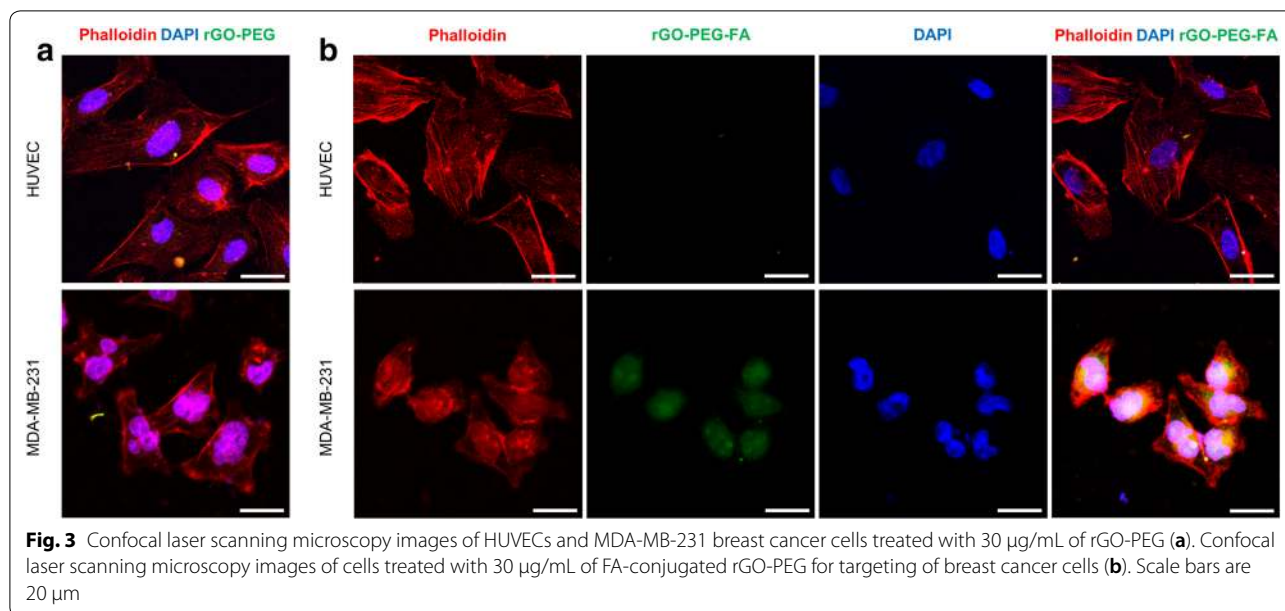 a
Phalloidin DAPI rGO-PEG
b
Phalloidin
rGO-PEG-FA
DAPI
Phalloidin DAPI rGO-PEG-FA
HUVEC
HUVEC
MDA-MB-231
MDA-MB-231
Fig. 3 Confocal laser scanning microscopy images of HUVECs and MDA-MB-231 breast cancer cells treated with 30 µg/mL of rGO-PEG (a). Confocal
laser scanning microscopy images of cells treated with 30 µg/mL of FA-conjugated rGO-PEG for targeting of breast cancer cells (b). Scale bars are
20 µm